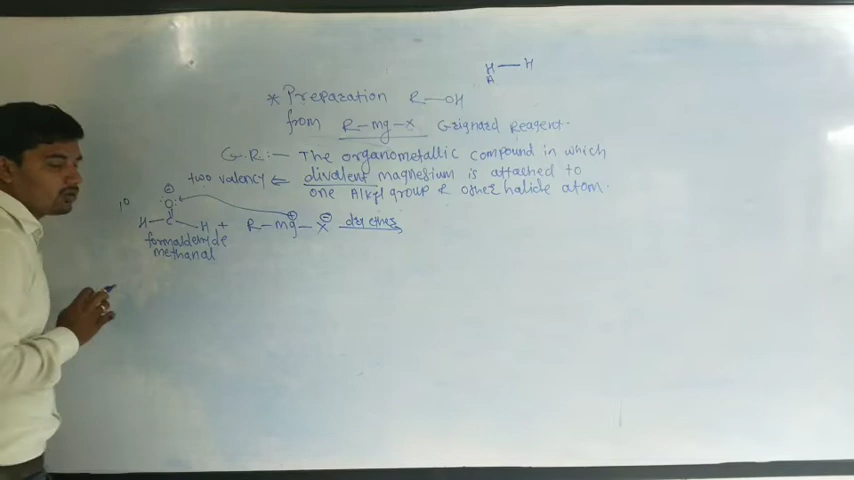 H — H
A
* Preparation R—OH
from R-mg-X Grignard Reagent.
G.R :— The organometallic compound in which
two valency ⇐ divalent magnesium is attached to
one Alkyl group & other halide atom.
⊖
:O:
1°
H—C—H + R-mg-X dry ether
⊕ ⊖
formaldehyde
methanal